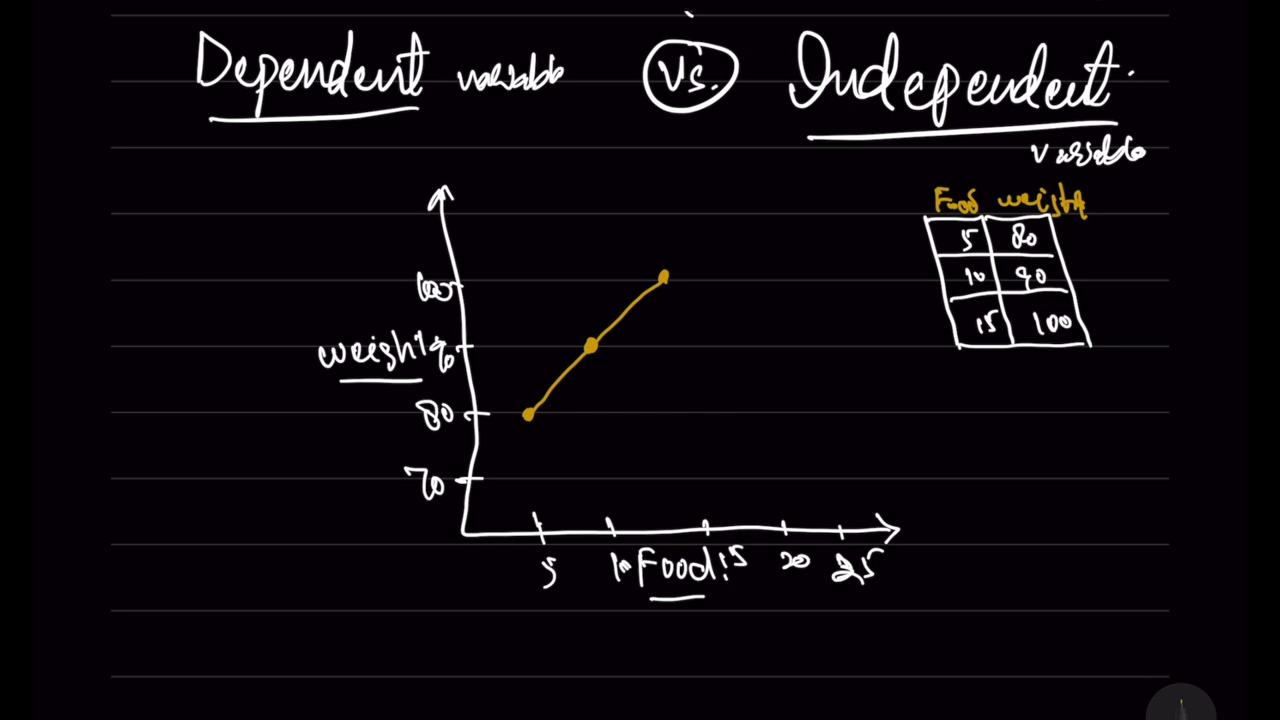 Dependent variable Vs. Independent
variable
Food weight
5 80
10 90
15 100
100
weight 90
80
70
5 10 Food 15 20 25